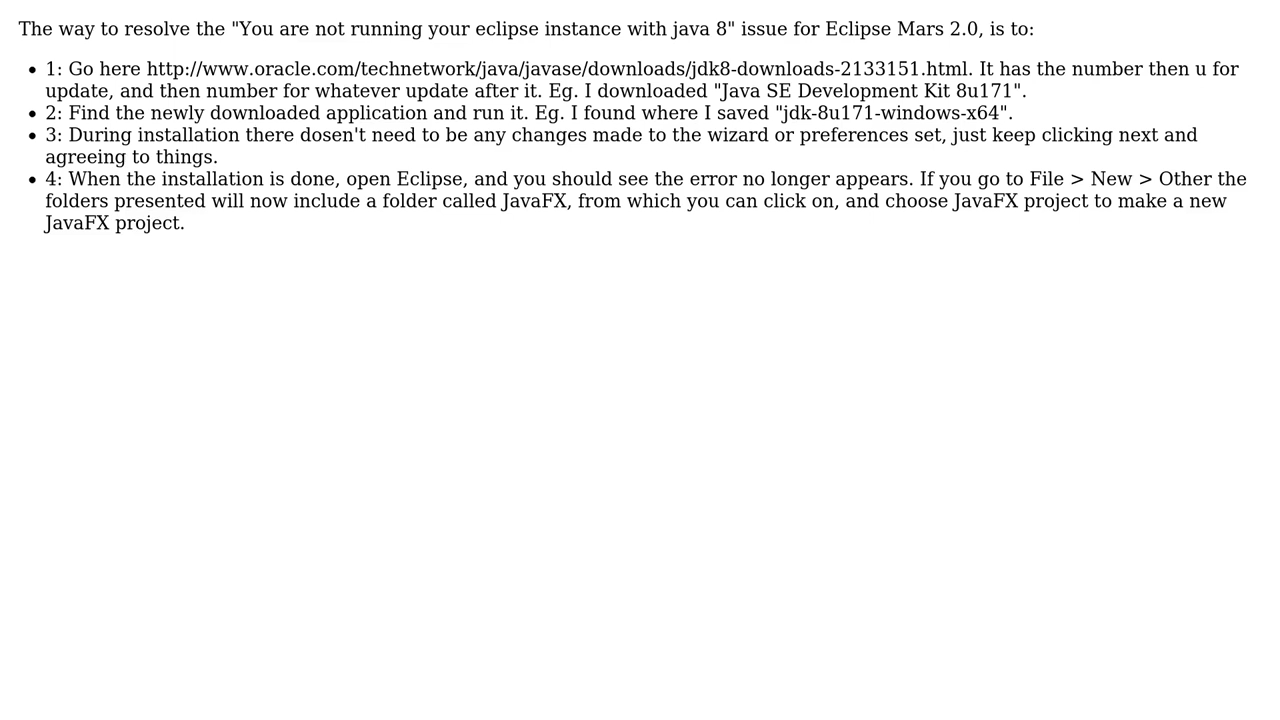 The way to resolve the "You are not running your eclipse instance with java 8" issue for Eclipse Mars 2.0, is to:
• 1: Go here http://www.oracle.com/technetwork/java/javase/downloads/jdk8-downloads-2133151.html. It has the number then u for
update, and then number for whatever update after it. Eg. I downloaded "Java SE Development Kit 8u171".
• 2: Find the newly downloaded application and run it. Eg. I found where I saved "jdk-8u171-windows-x64".
• 3: During installation there dosen't need to be any changes made to the wizard or preferences set, just keep clicking next and
agreeing to things.
• 4: When the installation is done, open Eclipse, and you should see the error no longer appears. If you go to File > New > Other the
folders presented will now include a folder called JavaFX, from which you can click on, and choose JavaFX project to make a new
JavaFX project.